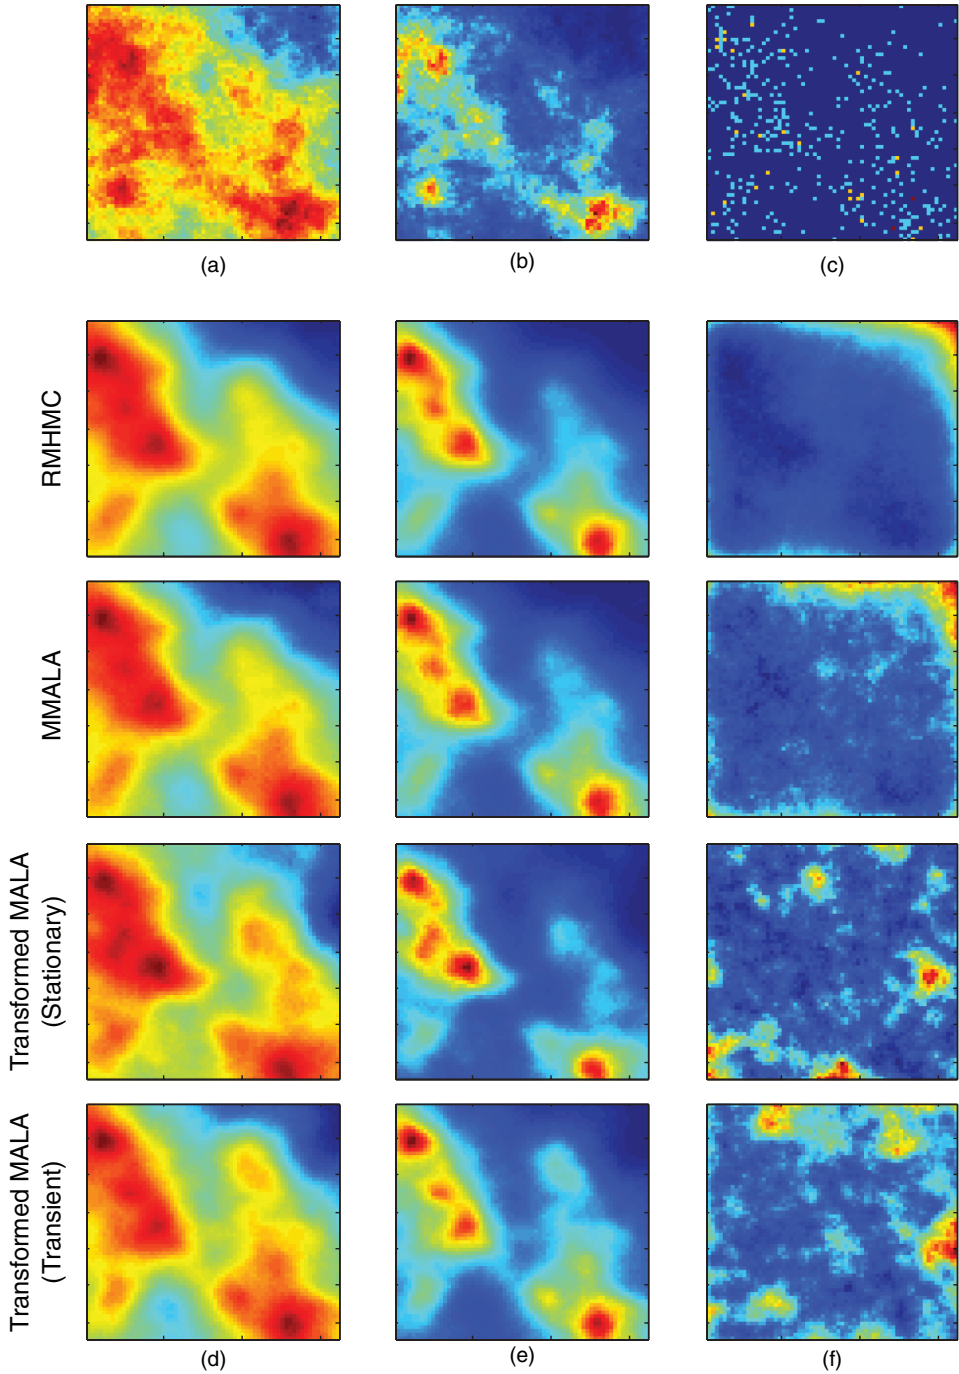 (a)
(b)
(c)
RMHMC
MMALA
Transformed MALA
(Stationary)
Transformed MALA
(Transient)
(d)
(e)
(f)